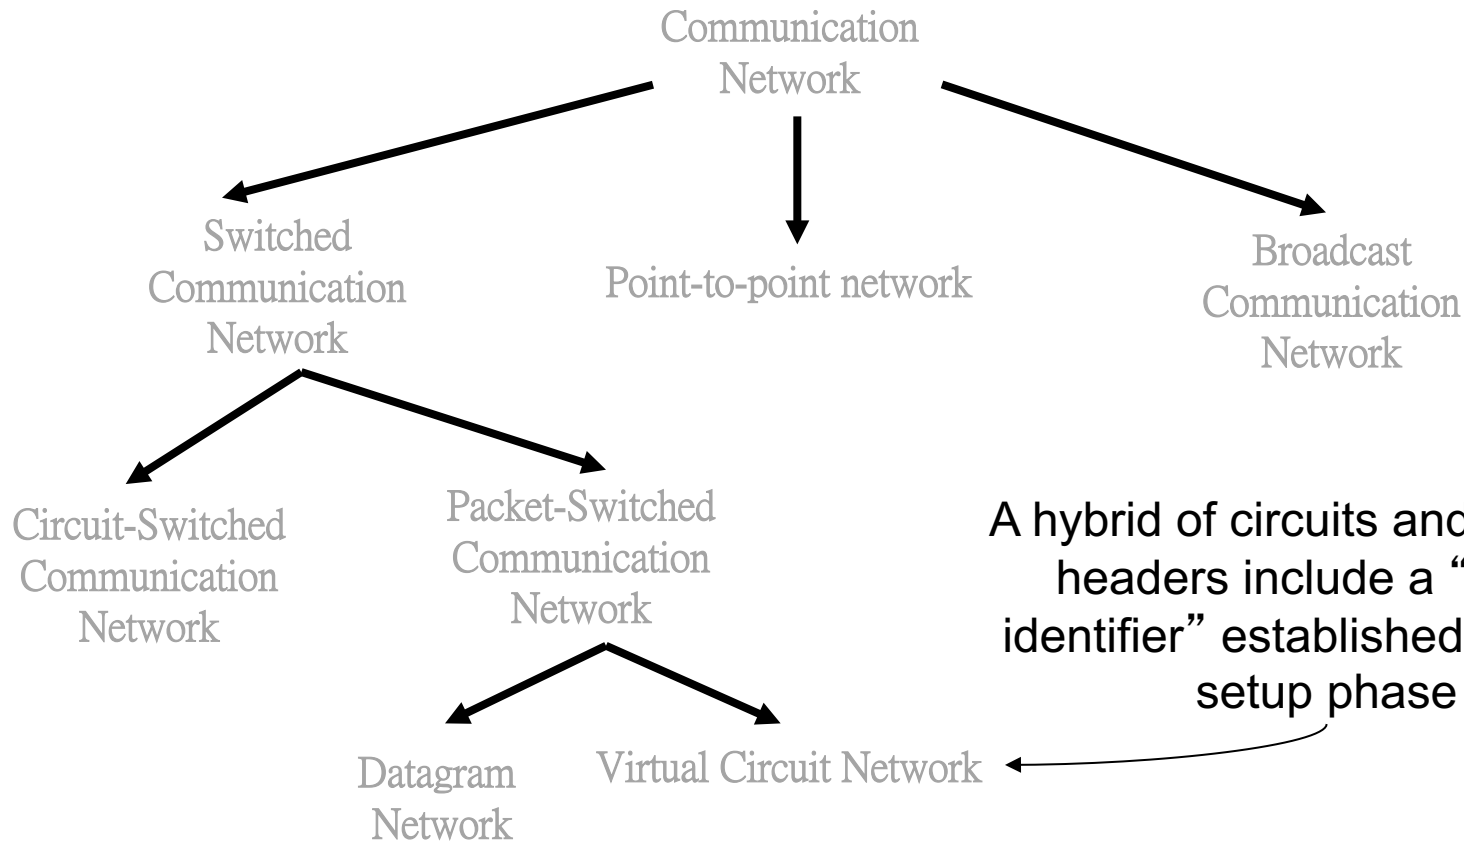 Communication
Network
Switched
Communication
Network
Point-to-point network
Broadcast
Communication
Network
Circuit-Switched
Communication
Network
Packet-Switched
Communication
Network
A hybrid of circuits and
headers include a “
identifier” established
setup phase
Datagram
Network
Virtual Circuit Network